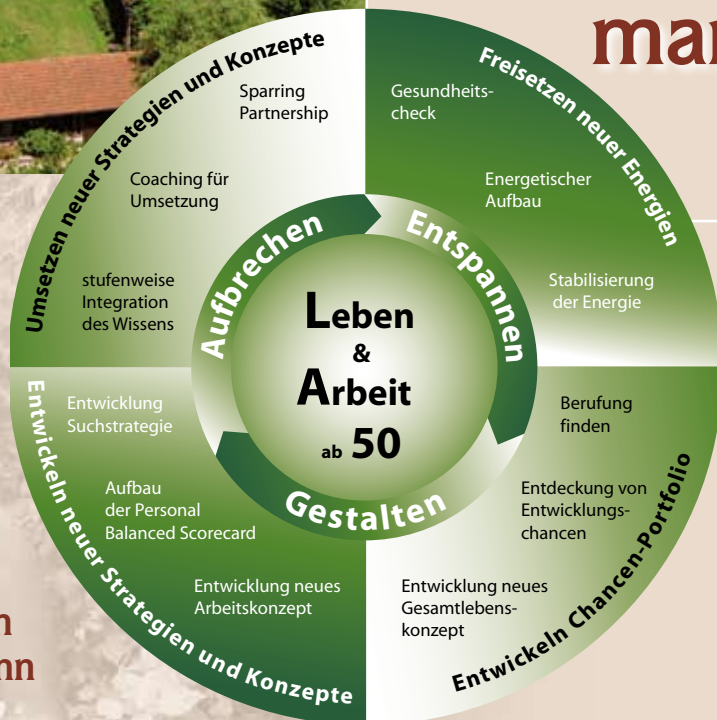 Umsetzen neuer Strategien und Konzepte
Sparring
Partnership
Coaching für
Umsetzung
stufenweise
Integration
des Wissens
Freisetzen neuer Energien
Gesundheits-
check
Energetischer
Aufbau
Stabilisierung
der Energie
Aufbrechen
Entspannen
Gestalten
Leben
&
Arbeit
ab 50
Berufung
finden
Entdeckung von
Entwicklungs-
chancen
Entwicklung neues
Gesamtlebens-
konzept
Entwickeln Chancen-Portfolio
Entwicklung
Suchstrategie
Aufbau
der Personal
Balanced Scorecard
Entwicklung neues
Arbeitskonzept
Entwickeln neuer Strategien und Konzepte